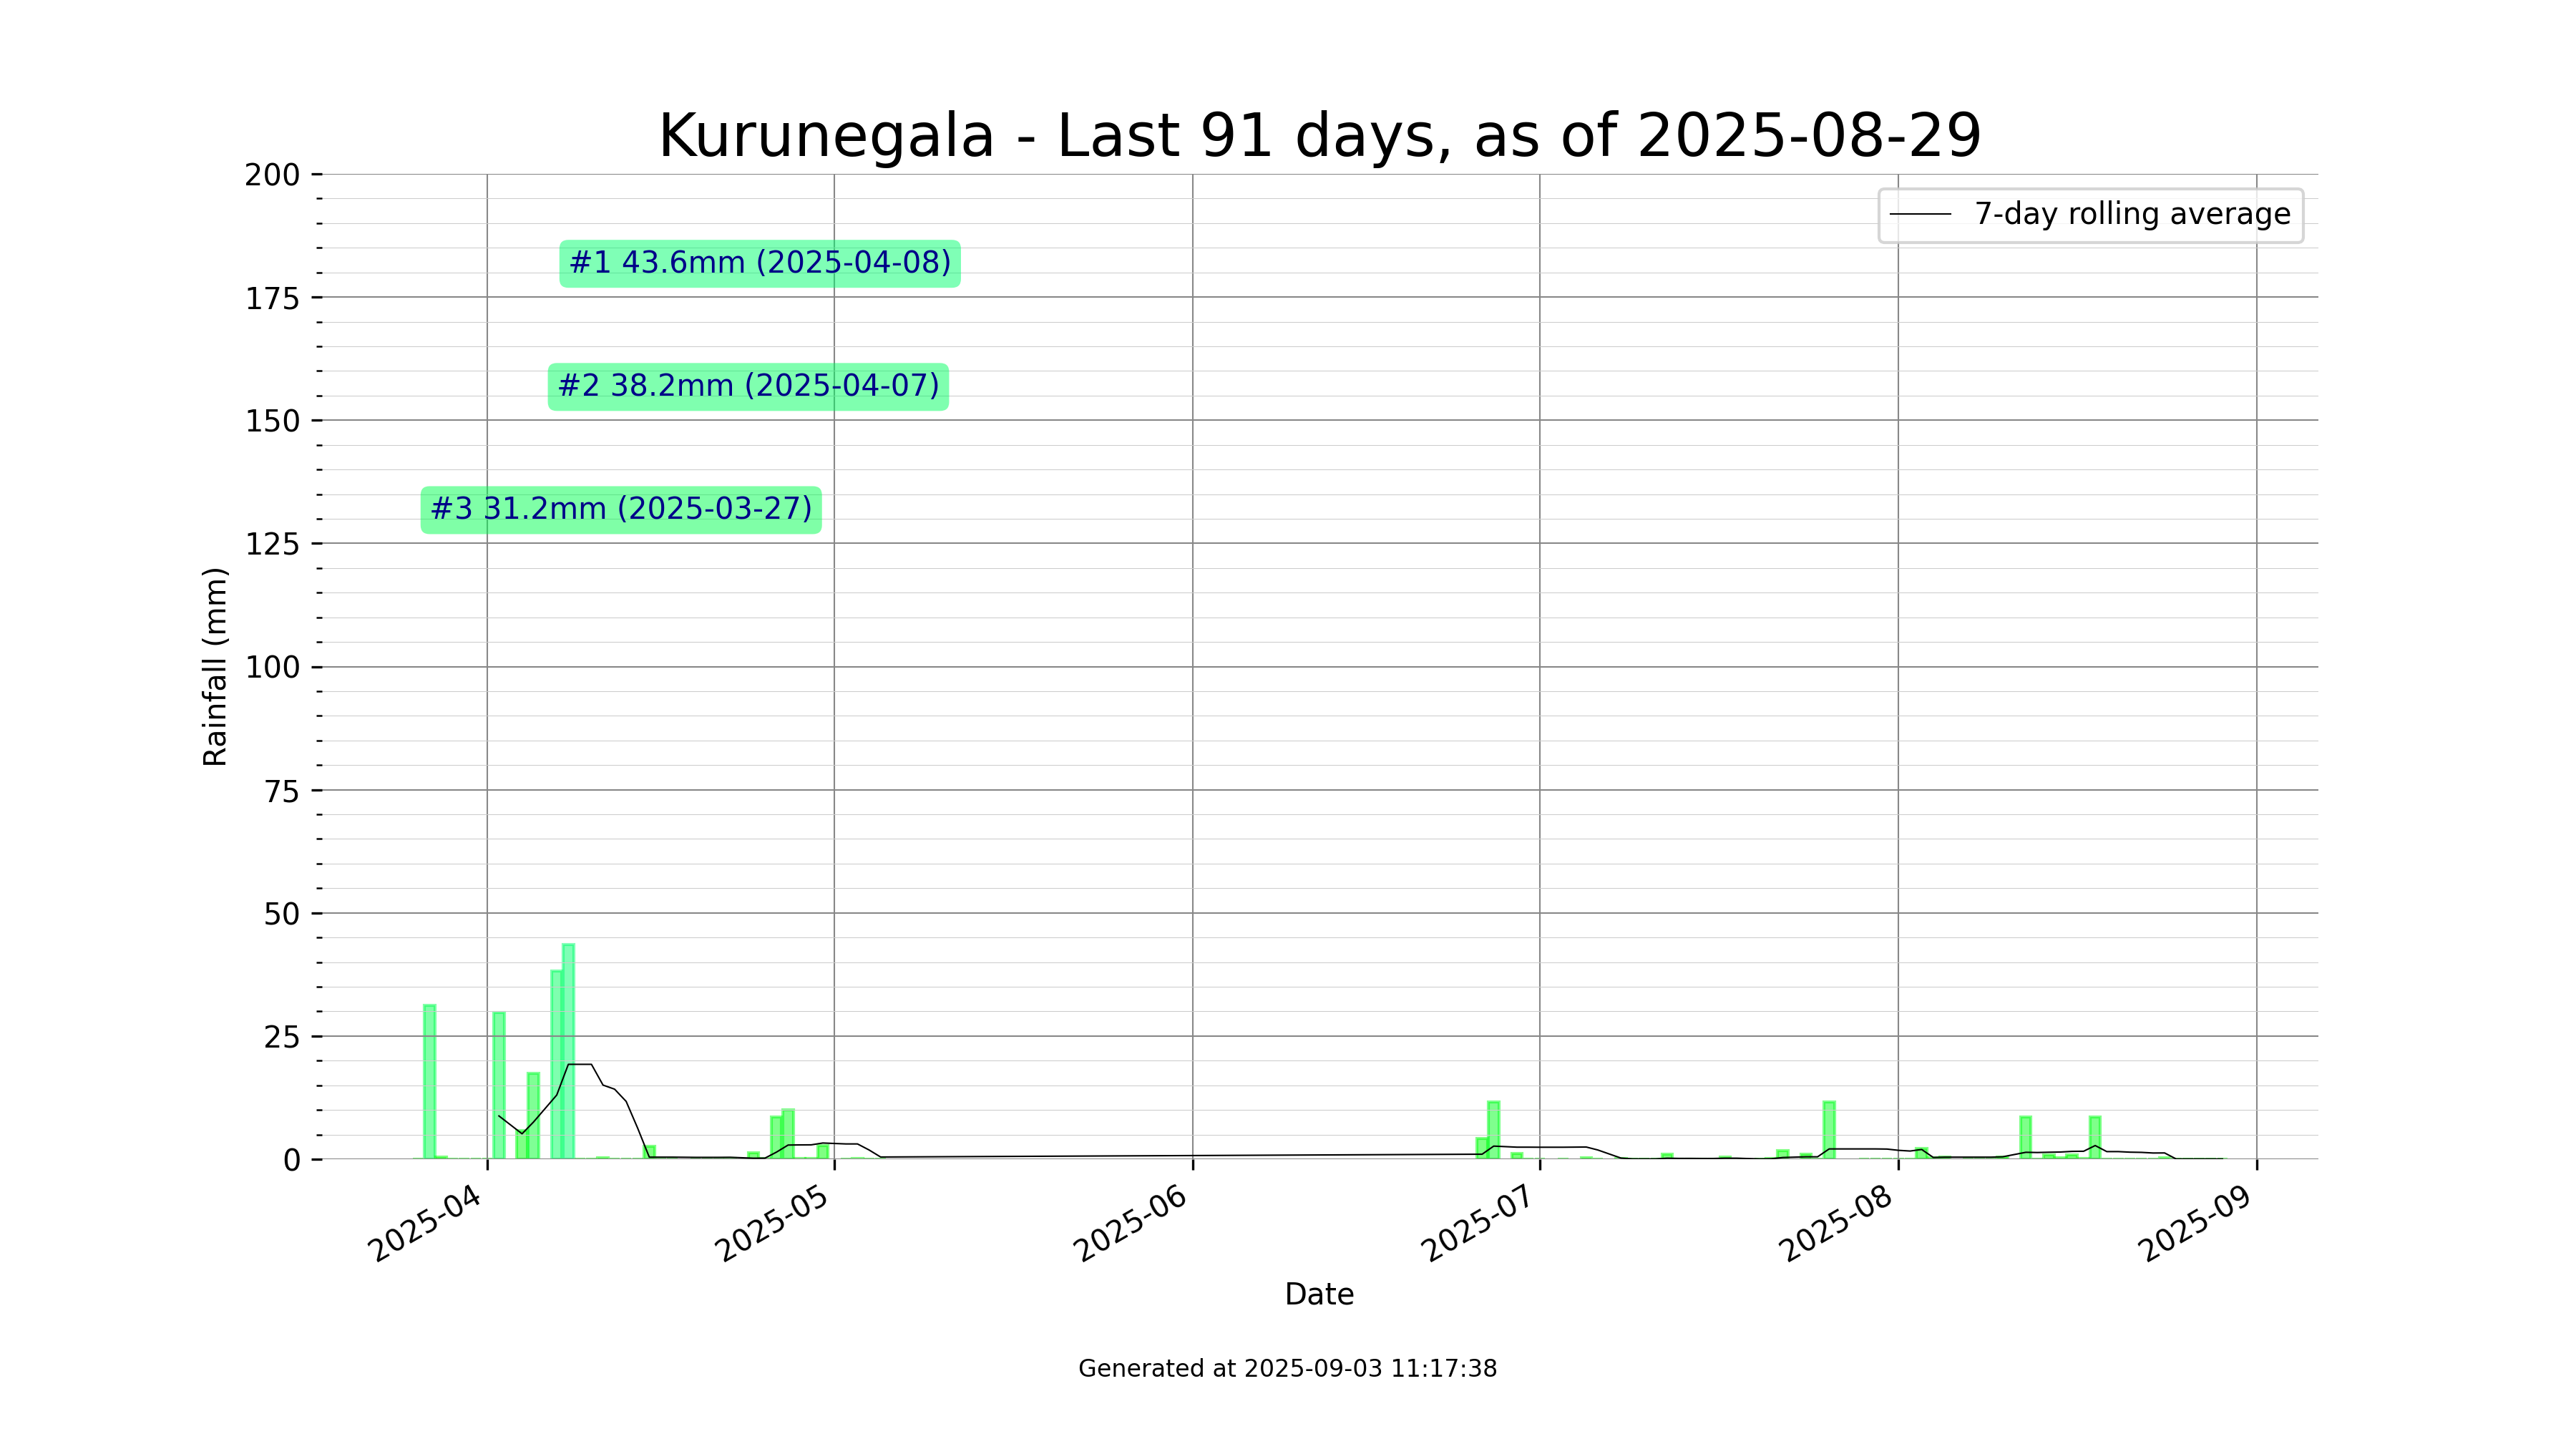 Kurunegala - Last 91 days, as of 2025-08-29
7-day rolling average
#1 43.6mm (2025-04-08)
#2 38.2mm (2025-04-07)
#3 31.2mm (2025-03-27)
200
175
150
125
100
75
50
25
0
Rainfall (mm)
2025-04
2025-05
2025-06
2025-07
2025-08
2025-09
Date
Generated at 2025-09-03 11:17:38